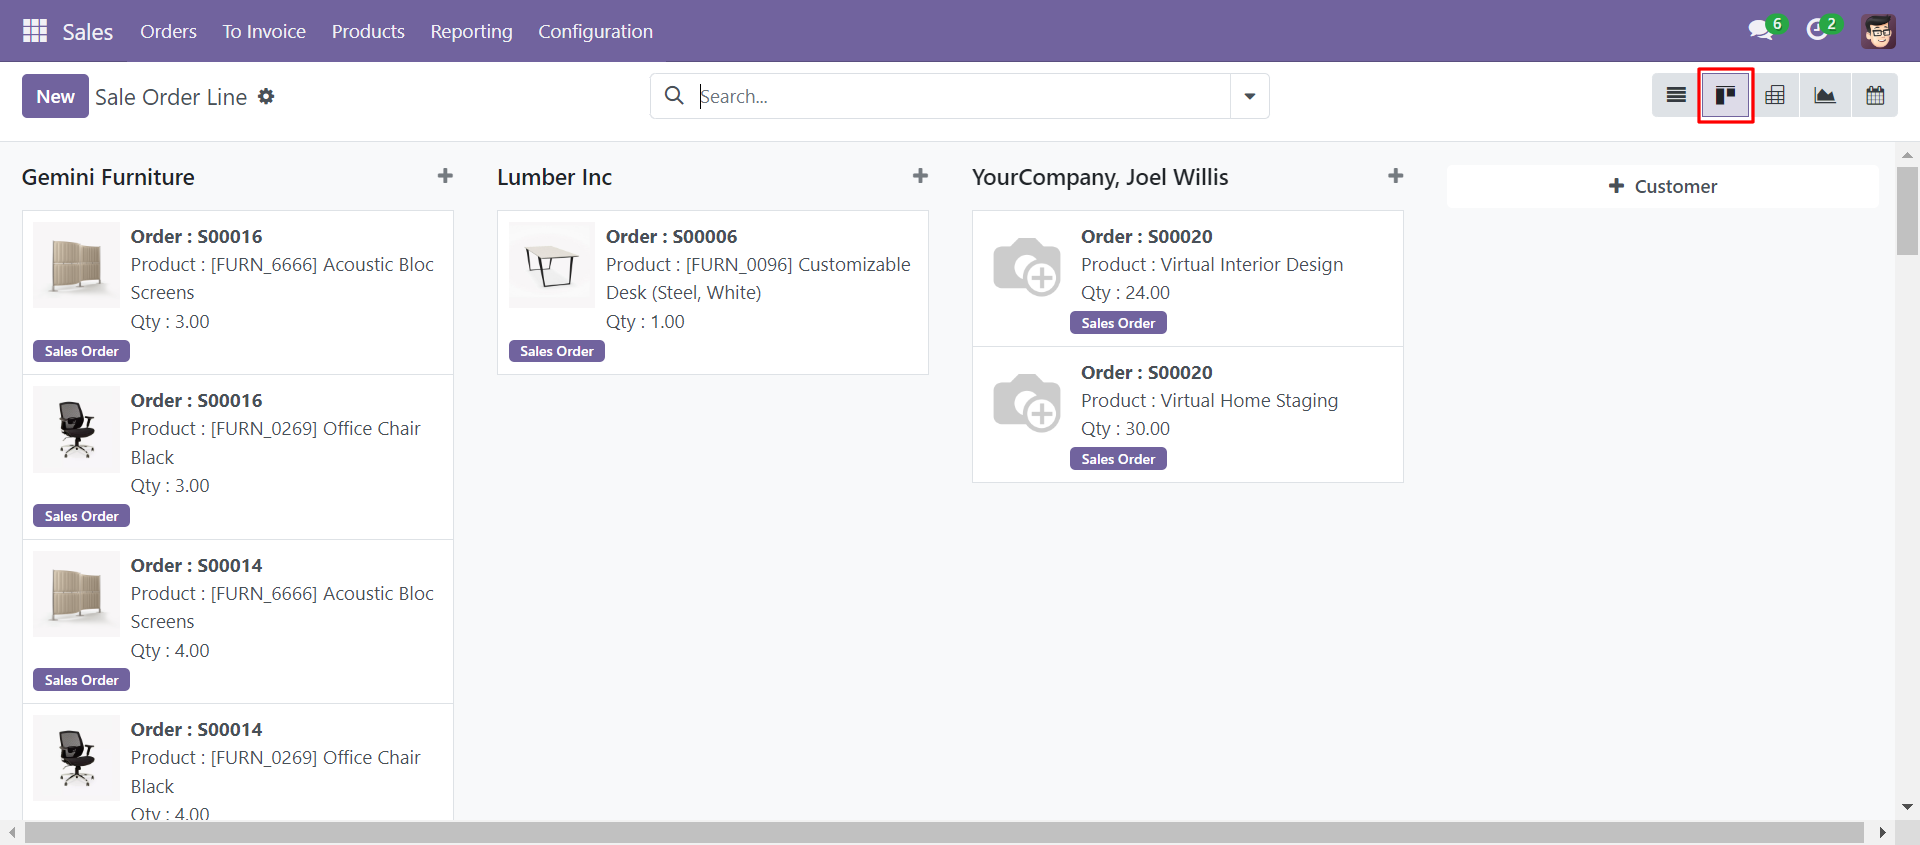 Sales Orders To Invoice Products Reporting Configuration 6 2
New Sale Order Line Search...
Gemini Furniture
Order : S00016
Product : [FURN_6666] Acoustic Bloc
Screens
Qty : 3.00
Sales Order
Order : S00016
Product : [FURN_0269] Office Chair
Black
Qty : 3.00
Sales Order
Order : S00014
Product : [FURN_6666] Acoustic Bloc
Screens
Qty : 4.00
Sales Order
Order : S00014
Product : [FURN_0269] Office Chair
Black
Qty : 4.00
Lumber Inc
Order : S00006
Product : [FURN_0096] Customizable
Desk (Steel, White)
Qty : 1.00
Sales Order
YourCompany, Joel Willis
Order : S00020
Product : Virtual Interior Design
Qty : 24.00
Sales Order
Order : S00020
Product : Virtual Home Staging
Qty : 30.00
Sales Order
Customer